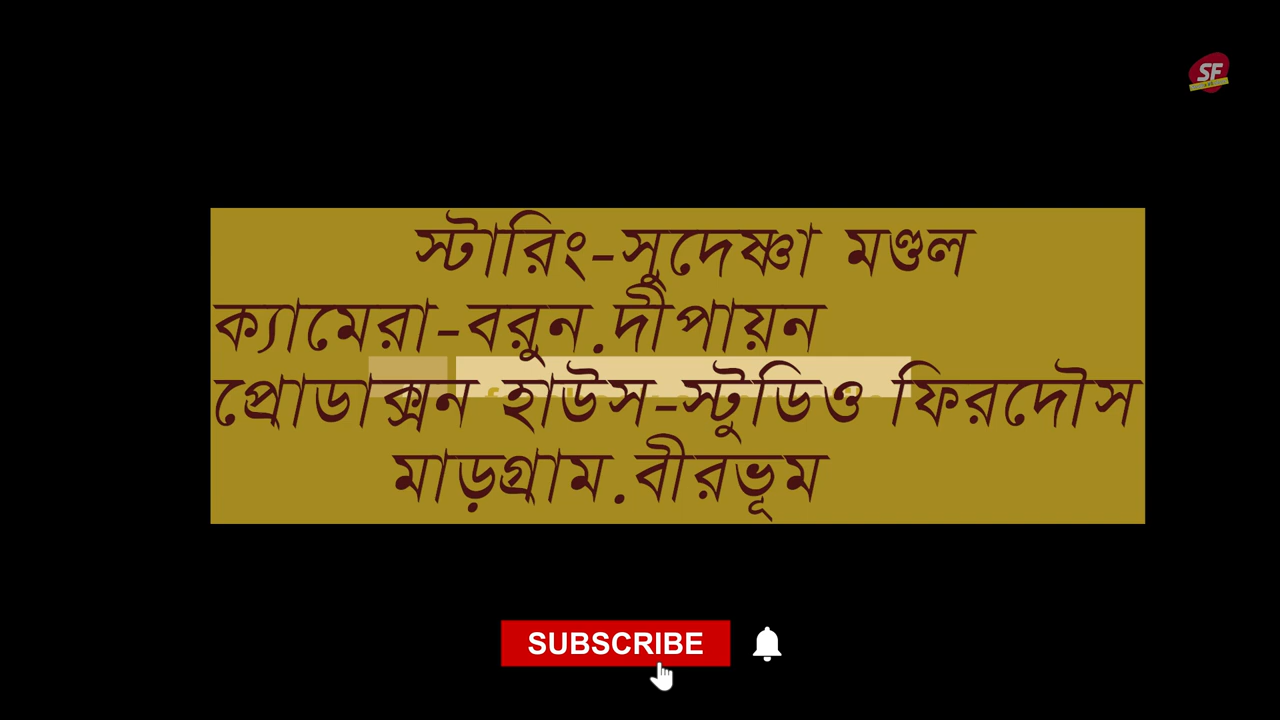 SF
স্টারিং-সুদেষ্ণা মণ্ডল
ক্যামেরা-বরুন.দীপায়ন
প্রোডাক্সন হাউস-স্টুডিও ফিরদৌস
মাড়গ্রাম.বীরভূম
SUBSCRIBE